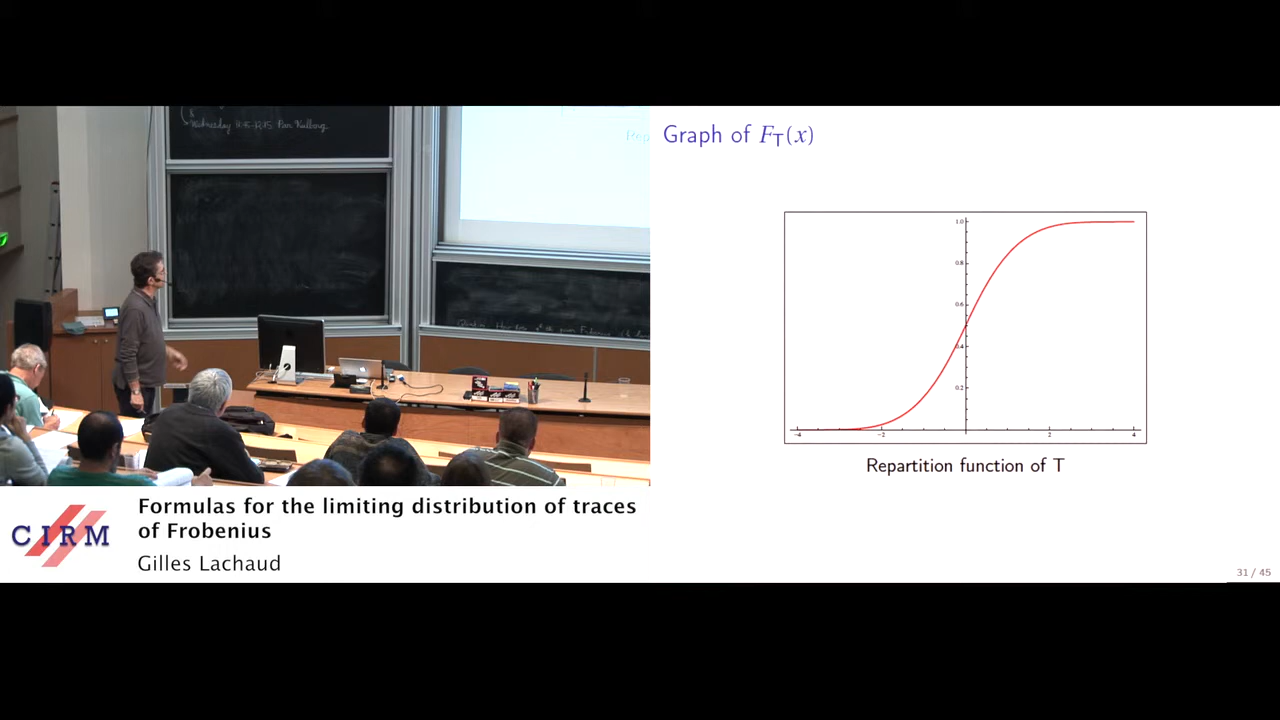 Wednesday
Graph of F_T(x)
1.0
0.8
0.6
0.4
0.2
-4
-2
2
4
Repartition function of T
31 / 45
CIRM
Formulas for the limiting distribution of traces
of Frobenius
Gilles Lachaud